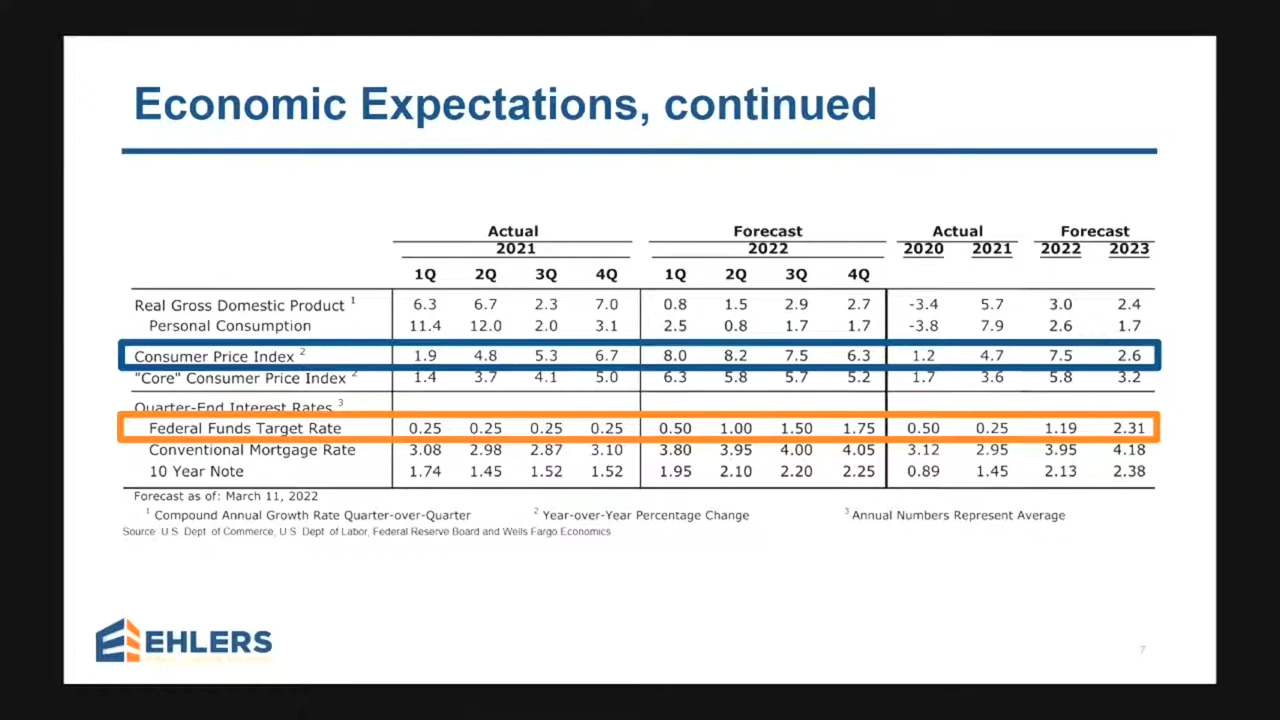 Economic Expectations, continued
Actual Forecast Actual Forecast
2021 2022 2020 2021 2022 2023
1Q 2Q 3Q 4Q 1Q 2Q 3Q 4Q
Real Gross Domestic Product 1 6.3 6.7 2.3 7.0 0.8 1.5 2.9 2.7 -3.4 5.7 3.0 2.4
Personal Consumption 11.4 12.0 2.0 3.1 2.5 0.8 1.7 1.7 -3.8 7.9 2.6 1.7
Consumer Price Index 2 1.9 4.8 5.3 6.7 8.0 8.2 7.5 6.3 1.2 4.7 7.5 2.6
"Core" Consumer Price Index 2 1.4 3.7 4.1 5.0 6.3 5.8 5.7 5.2 1.7 3.6 5.8 3.2
Quarter-End Interest Rates 3
Federal Funds Target Rate 0.25 0.25 0.25 0.25 0.50 1.00 1.50 1.75 0.50 0.25 1.19 2.31
Conventional Mortgage Rate 3.08 2.98 2.87 3.10 3.80 3.95 4.00 4.05 3.12 2.95 3.95 4.18
10 Year Note 1.74 1.45 1.52 1.52 1.95 2.10 2.20 2.25 0.89 1.45 2.13 2.38
Forecast as of: March 11, 2022
1 Compound Annual Growth Rate Quarter-over-Quarter 2 Year-over-Year Percentage Change 3 Annual Numbers Represent Average
Source U S Dept of Commerce, U S Dept of Labor, Federal Reserve Board and Wells Fargo Economics
EHLERS
7